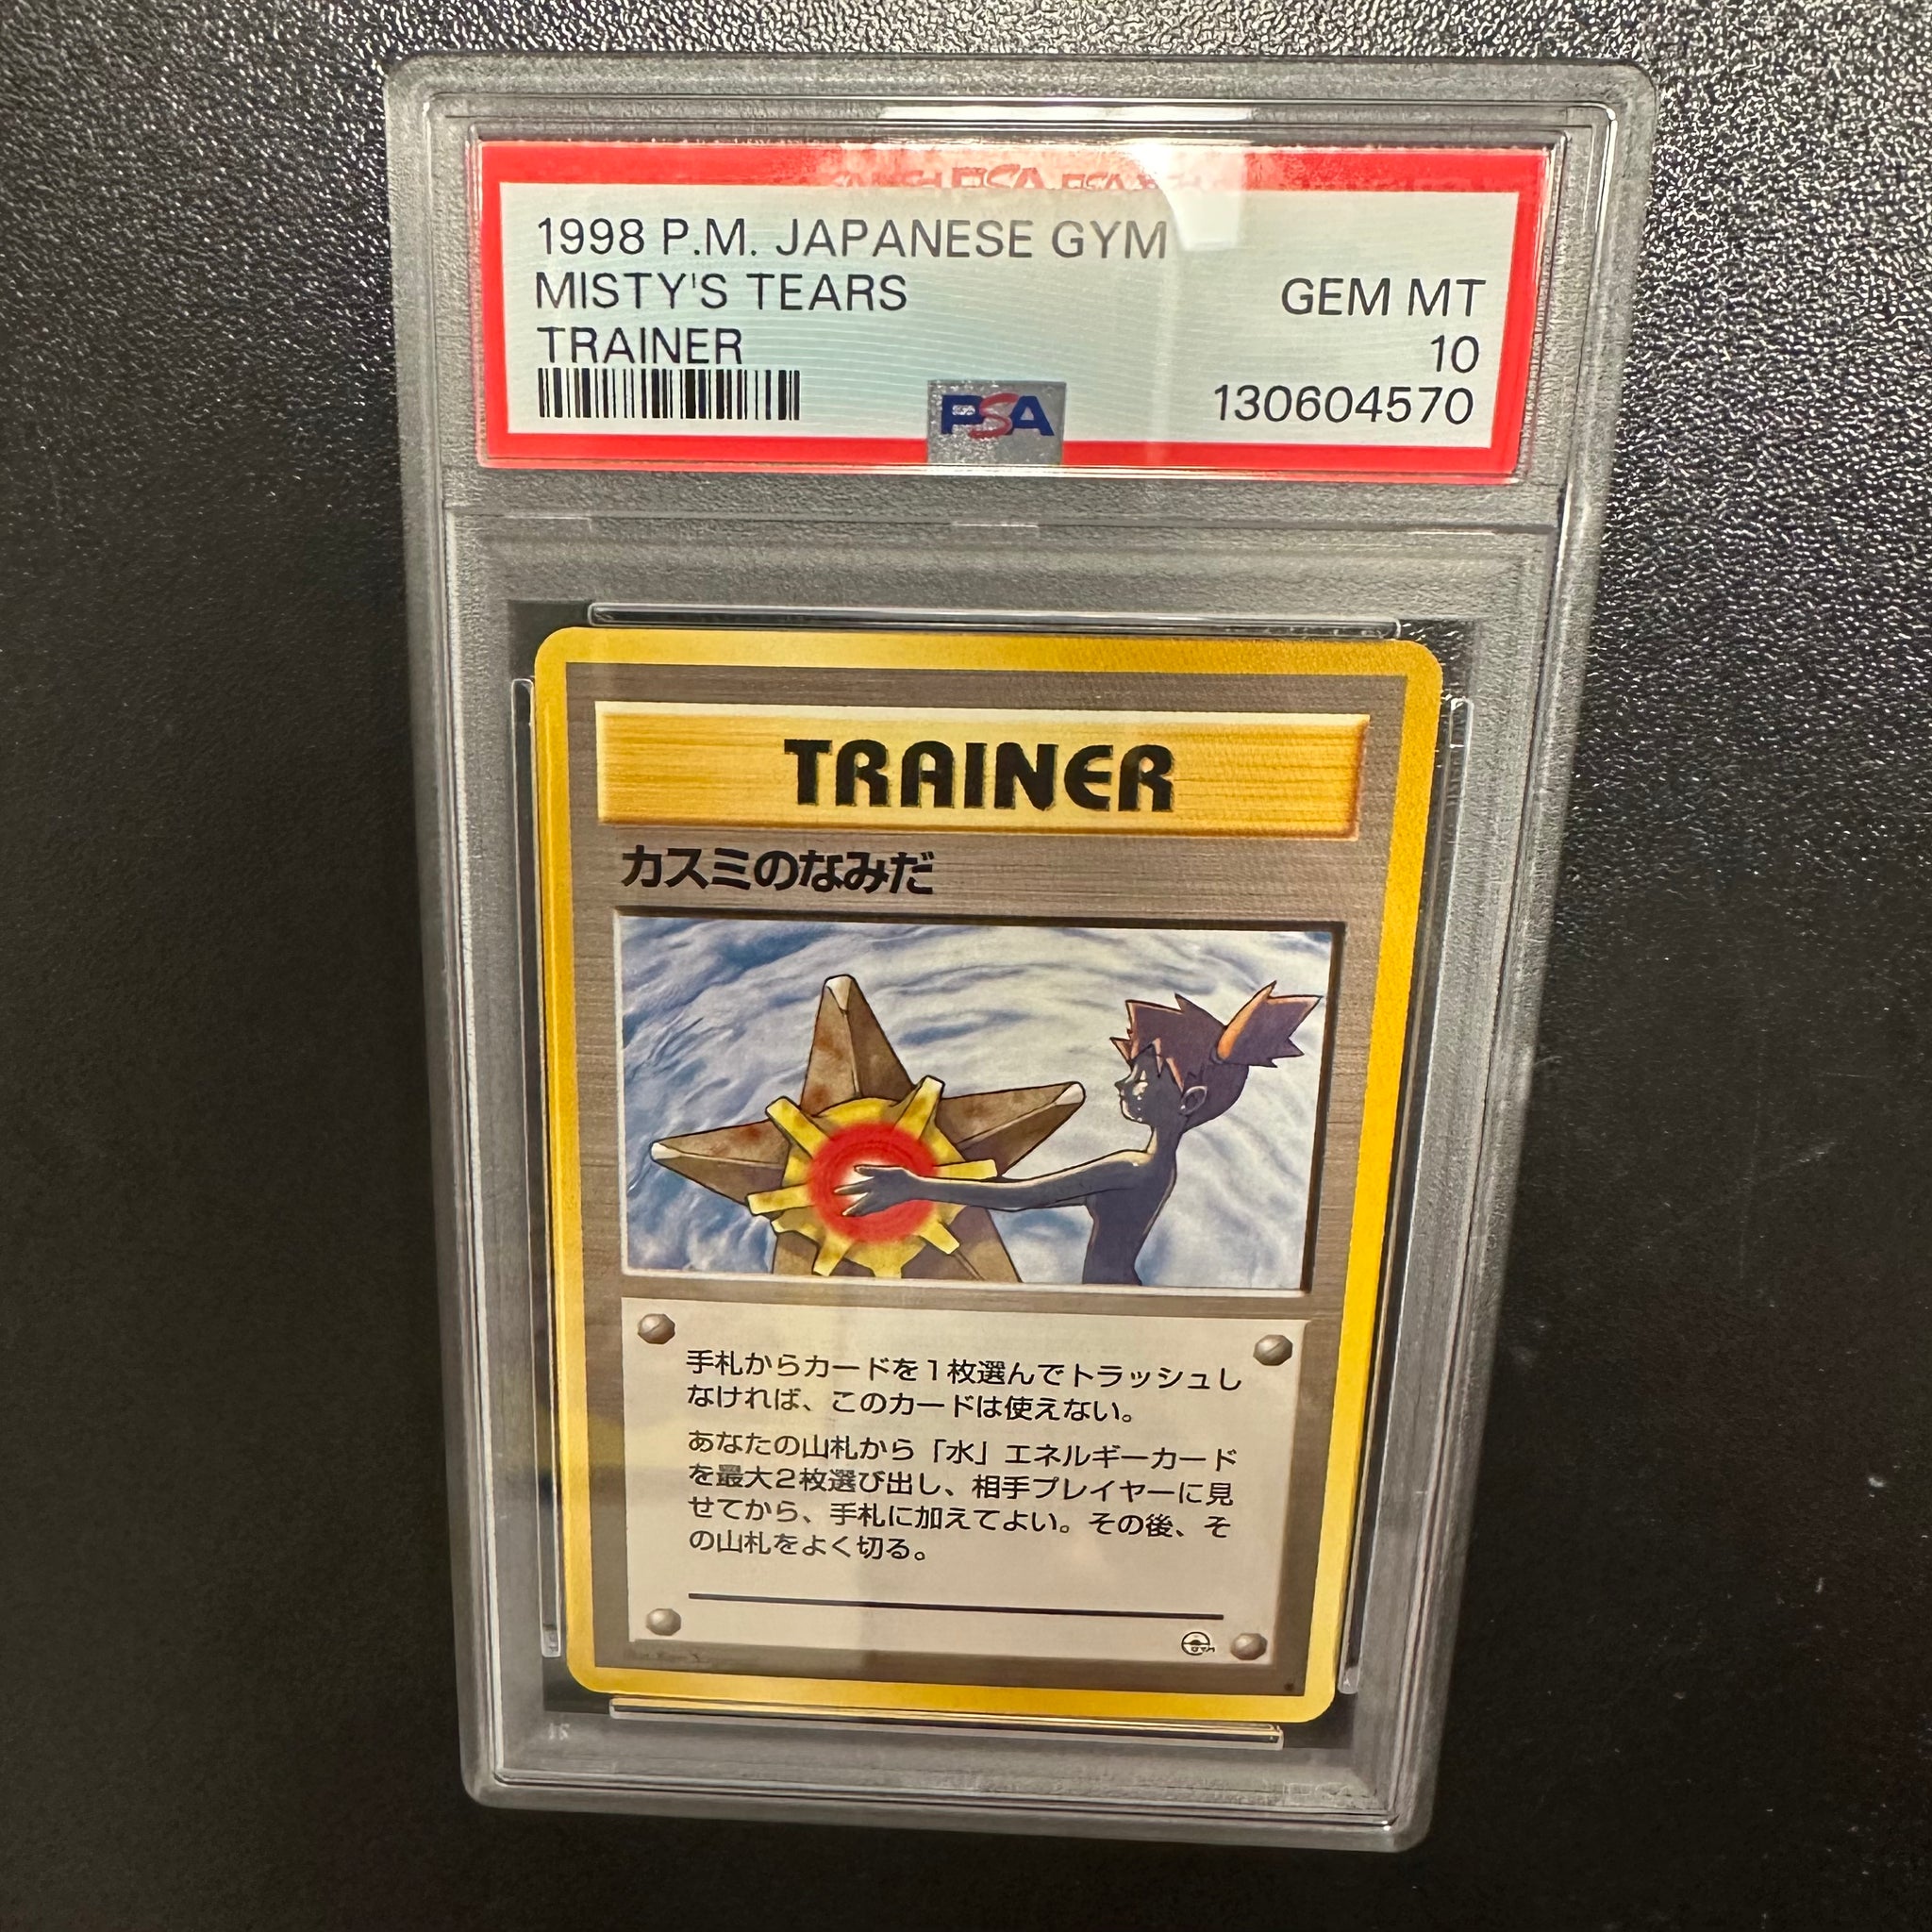 1998 P.M. JAPANESE GYM
MISTY'S TEARS
GEM MT
TRAINER
10
PSA
130604570
TRAINER
カスミのなみだ
手札からカードを1枚選んでトラッシュし
なければ、このカードは使えない。
あなたの山札から「水」エネルギーカード
を最大2枚選び出し、相手プレイヤーに見
せてから、手札に加えてよい。その後、そ
の山札をよく切る。
GYM